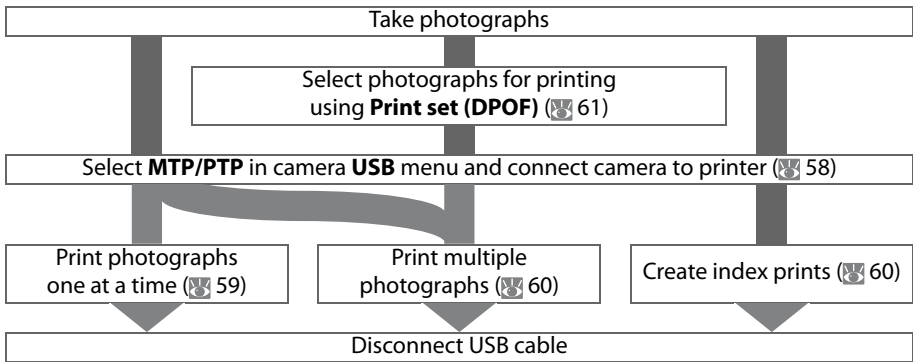 Take photographs
Select photographs for printing
using Print set (DPOF) ( 61)
Select MTP/PTP in camera USB menu and connect camera to printer ( 58)
Print photographs
one at a time ( 59)
Print multiple
photographs ( 60)
Create index prints ( 60)
Disconnect USB cable